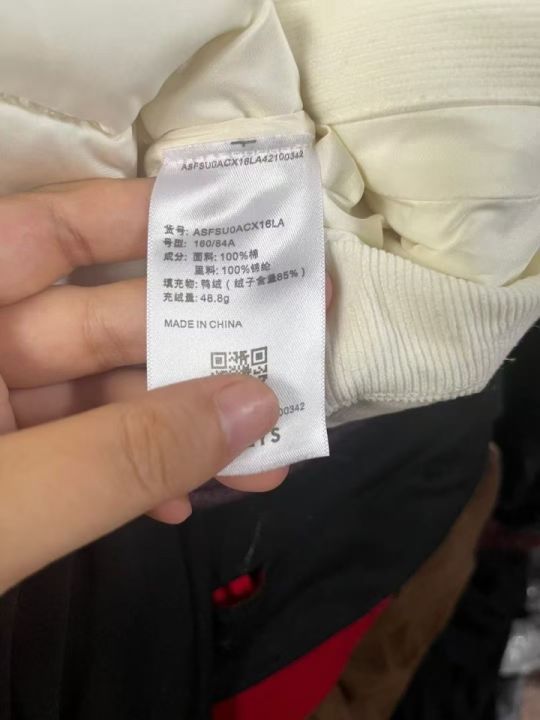 ASFSU0ACX16LA42100342
货号: ASFSU0ACX16LA
号型: 160/84A
成分: 面料: 100%棉
里料: 100%锦纶
填充物: 鸭绒（绒子含量85%）
充绒量: 48.8g
MADE IN CHINA
00342